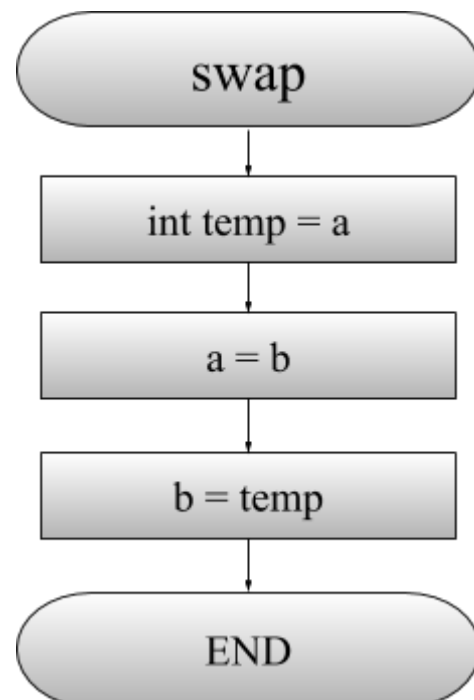 swap
int temp = a
a = b
b = temp
END